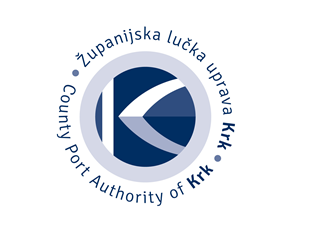 Županijska lučka uprava Krk
County Port Authority of Krk